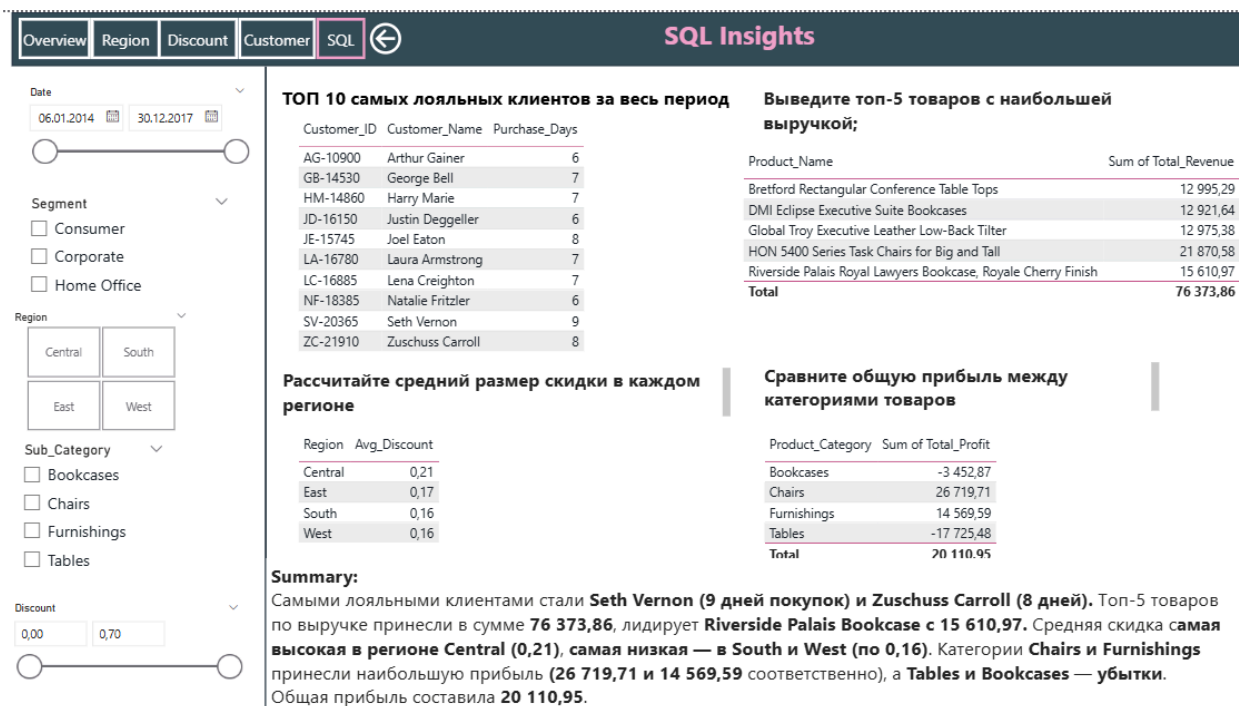 Overview Region Discount Customer SQL SQL Insights
Date
06.01.2014 30.12.2017
Segment
Consumer
Corporate
Home Office
Region
Central South
East West
Sub_Category
Bookcases
Chairs
Furnishings
Tables
Discount
0,00 0,70
ТОП 10 самых лояльных клиентов за весь период
Customer_ID Customer_Name Purchase_Days
AG-10900 Arthur Gainer 6
GB-14530 George Bell 7
HM-14860 Harry Marie 7
JD-16150 Justin Deggeller 6
JE-15745 Joel Eaton 8
LA-16780 Laura Armstrong 7
LC-16885 Lena Creighton 7
NF-18385 Natalie Fritzler 6
SV-20365 Seth Vernon 9
ZC-21910 Zuschuss Carroll 8
Выведите топ-5 товаров с наибольшей
выручкой;
Product_Name Sum of Total_Revenue
Bretford Rectangular Conference Table Tops 12 995,29
DMI Eclipse Executive Suite Bookcases 12 921,64
Global Troy Executive Leather Low-Back Tilter 12 975,38
HON 5400 Series Task Chairs for Big and Tall 21 870,58
Riverside Palais Royal Lawyers Bookcase, Royale Cherry Finish 15 610,97
Total 76 373,86
Рассчитайте средний размер скидки в каждом
регионе
Region Avg_Discount
Central 0,21
East 0,17
South 0,16
West 0,16
Сравните общую прибыль между
категориями товаров
Product_Category Sum of Total_Profit
Bookcases -3 452,87
Chairs 26 719,71
Furnishings 14 569,59
Tables -17 725,48
Total 20 110,95
Summary:
Самыми лояльными клиентами стали Seth Vernon (9 дней покупок) и Zuschuss Carroll (8 дней). Топ-5 товаров
по выручке принесли в сумме 76 373,86, лидирует Riverside Palais Bookcase с 15 610,97. Средняя скидка самая
высокая в регионе Central (0,21), самая низкая — в South и West (по 0,16). Категории Chairs и Furnishings
принесли наибольшую прибыль (26 719,71 и 14 569,59 соответственно), а Tables и Bookcases — убытки.
Общая прибыль составила 20 110,95.